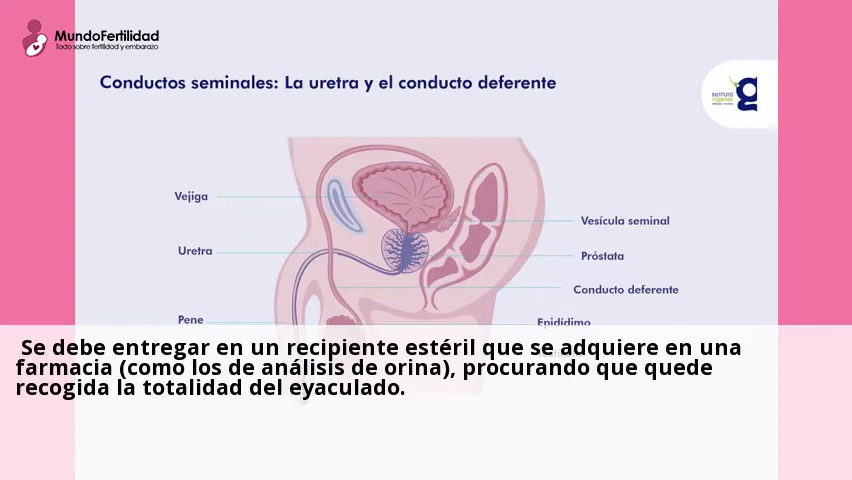 MundoFertilidad
Todo sobre fertilidad y embarazo
Conductos seminales: La uretra y el conducto deferente
INSTITUTO
Ingenes
Vejiga
Vesícula seminal
Uretra
Próstata
Conducto deferente
Pene
Epidídimo
Se debe entregar en un recipiente estéril que se adquiere en una
farmacia (como los de análisis de orina), procurando que quede
recogida la totalidad del eyaculado.